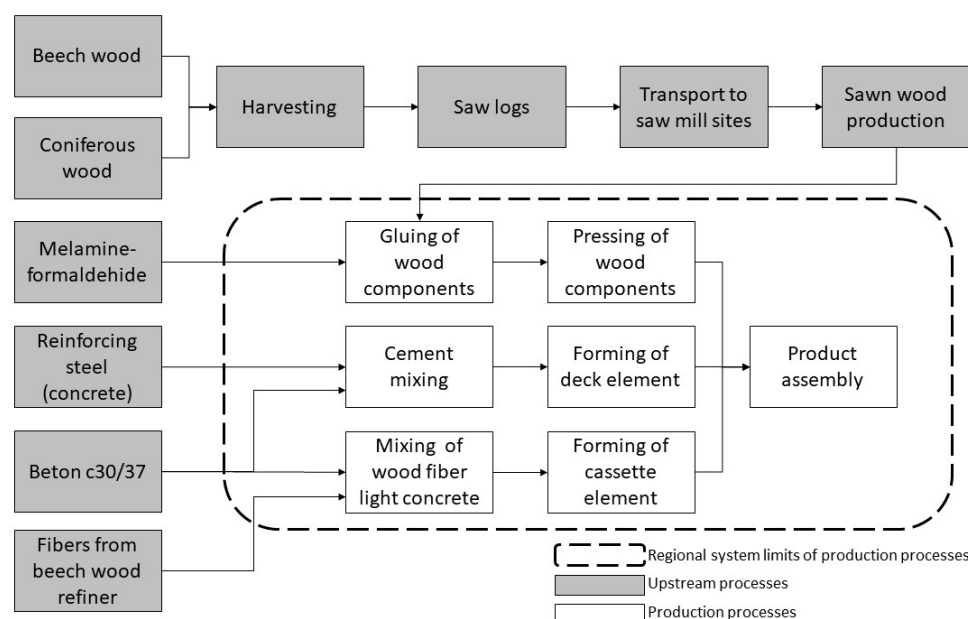 Beech wood
Coniferous
wood
Harvesting
Saw logs
Transport to
saw mill sites
Sawn wood
production
Melamine-
formaldehide
Gluing of
wood
components
Pressing of
wood
components
Reinforcing
steel
(concrete)
Cement
mixing
Forming of
deck element
Product
assembly
Beton c30/37
Mixing of
wood fiber
light concrete
Forming of
cassette
element
Fibers from
beech wood
refiner
Regional system limits of production processes
Upstream processes
Production processes